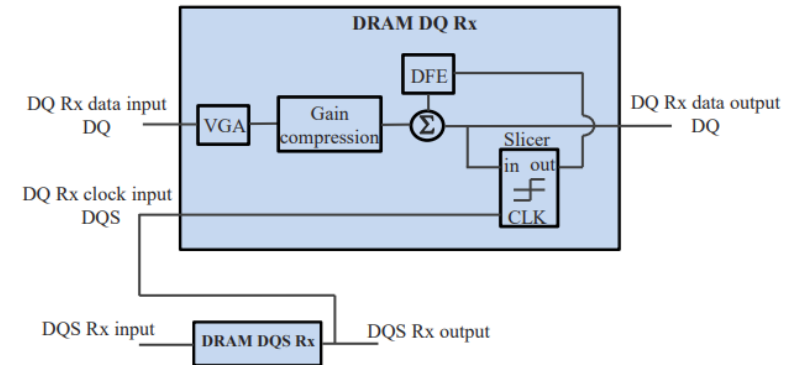 DRAM DQ Rx
DFE
DQ Rx data input
DQ
VGA
Gain
compression
Σ
DQ Rx data output
DQ
Slicer
in out
CLK
DQ Rx clock input
DQS
DQS Rx input
DRAM DQS Rx
DQS Rx output